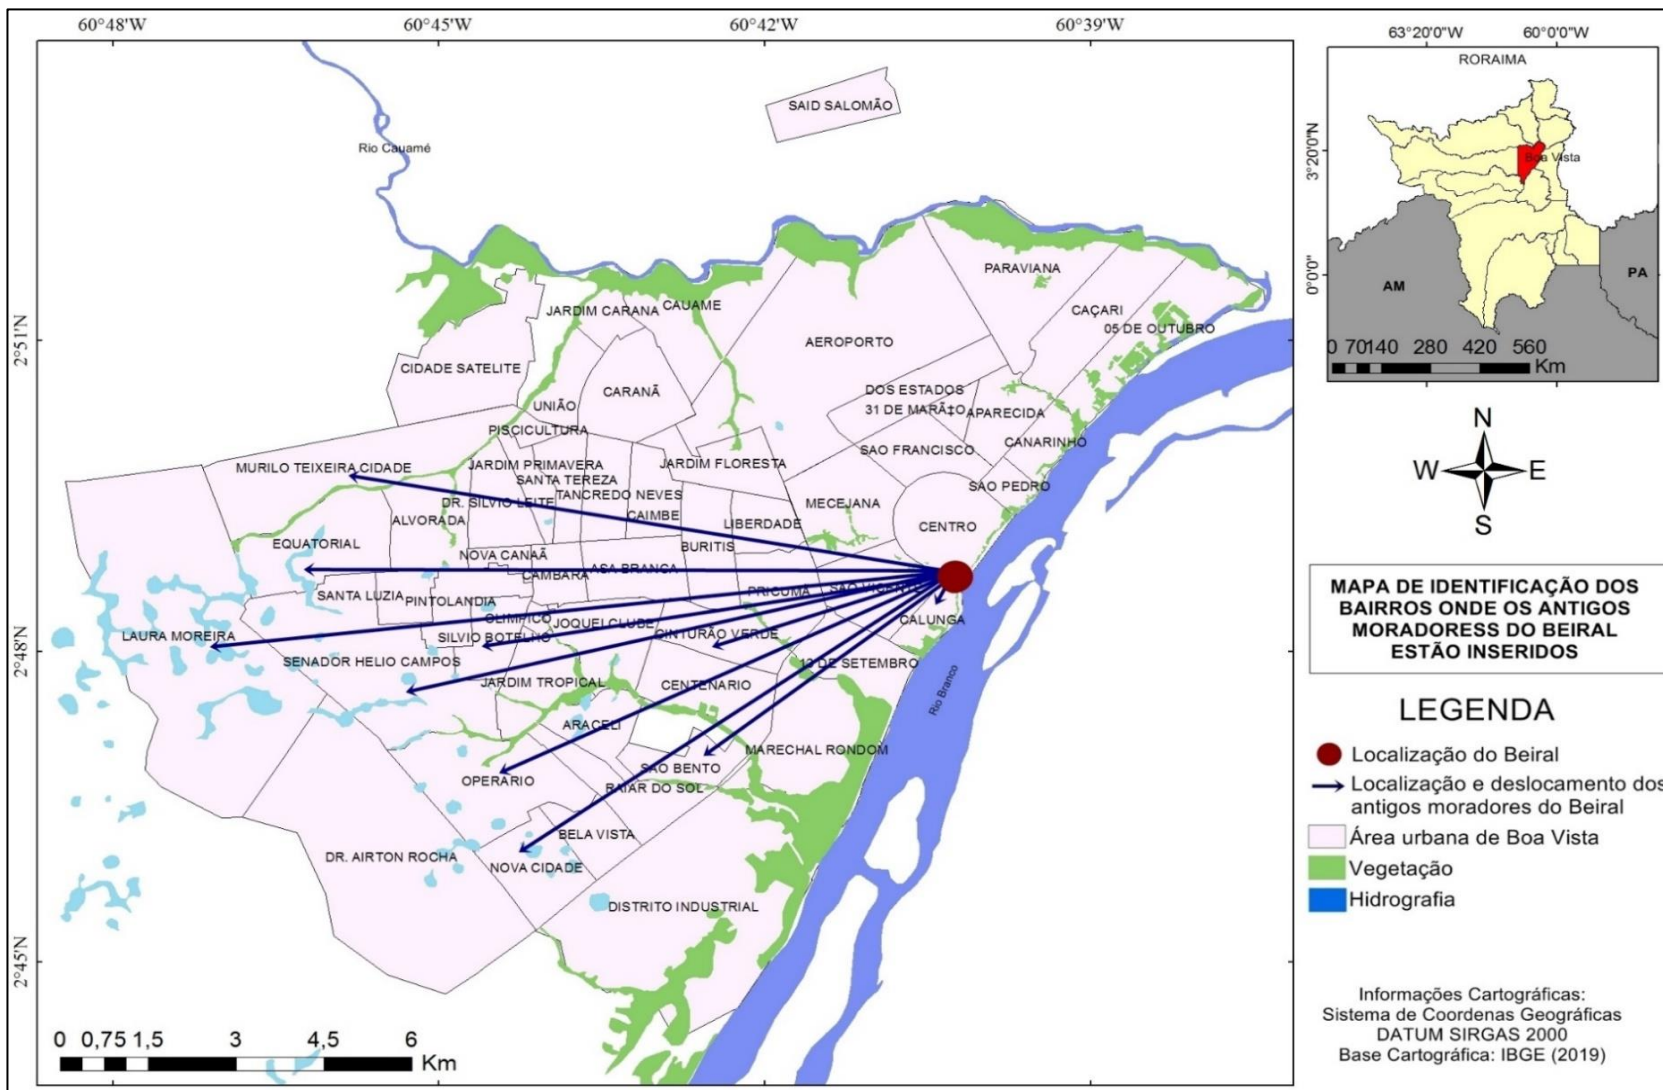 60°48'W
60°45'W
60°42'W
60°39'W
2°51'N
2°48'N
2°45'N
SAID SALOMÃO
Rio Cauamé
PARAVIANA
CAÇARI
05 DE OUTUBRO
JARDIM CARANA
CAUAME
AEROPORTO
CIDADE SATELITE
CARANÃ
DOS ESTADOS
UNIÃO
31 DE MARÃ‡O
APARECIDA
PISCICULTURA
CANARINHO
SAO FRANCISCO
MURILO TEIXEIRA CIDADE
JARDIM PRIMAVERA
JARDIM FLORESTA
SANTA TEREZA
SAO PEDRO
TANCREDO NEVES
DR. SILVIO LEITE
MECEJANA
CAIMBE
ALVORADA
LIBERDADE
CENTRO
EQUATORIAL
BURITIS
NOVA CANAÃ
ASA BRANCA
CAMBARA
PRICUMÃ
SANTA LUZIA
PINTOLANDIA
OLIMPICO
JOQUEI CLUBE
CALUNGA
LAURA MOREIRA
SILVIO BOTELHO
CINTURÃO VERDE
SENADOR HELIO CAMPOS
13 DE SETEMBRO
JARDIM TROPICAL
CENTENARIO
Rio Branco
ARACELI
MARECHAL RONDOM
OPERARIO
SAO BENTO
RAIAR DO SOL
BELA VISTA
DR. AIRTON ROCHA
NOVA CIDADE
DISTRITO INDUSTRIAL
0 0,75 1,5 3 4,5 6
Km
63°20'0"W
60°0'0"W
RORAIMA
3°20'0"N
0°0'0"
Boa Vista
AM
PA
0 70 140 280 420 560
Km
N
W
E
S
MAPA DE IDENTIFICAÇÃO DOS
BAIRROS ONDE OS ANTIGOS
MORADORESS DO BEIRAL
ESTÃO INSERIDOS
LEGENDA
Localização do Beiral
Localização e deslocamento dos
antigos moradores do Beiral
Área urbana de Boa Vista
Vegetação
Hidrografia
Informações Cartográficas:
Sistema de Coordenas Geográficas
DATUM SIRGAS 2000
Base Cartográfica: IBGE (2019)